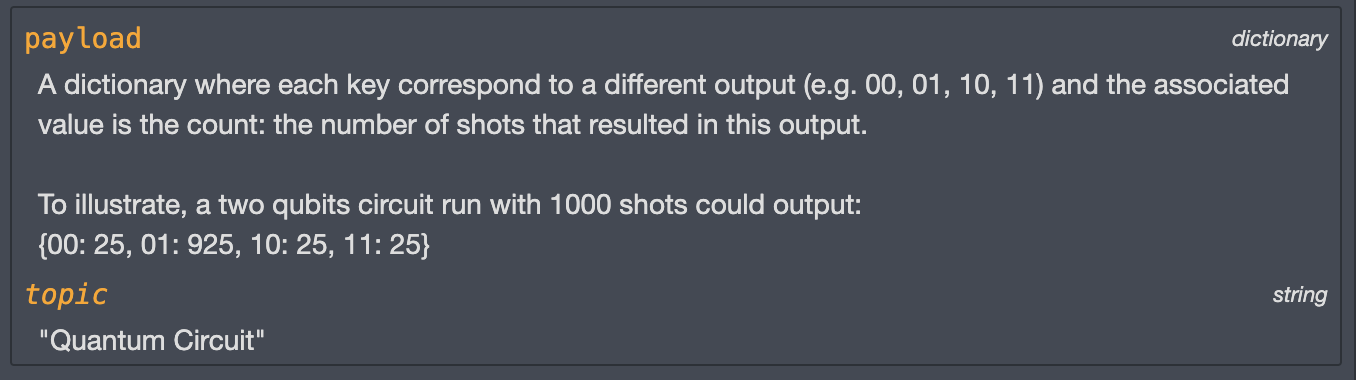 payload
dictionary
A dictionary where each key correspond to a different output (e.g. 00, 01, 10, 11) and the associated
value is the count: the number of shots that resulted in this output.
To illustrate, a two qubits circuit run with 1000 shots could output:
{00: 25, 01: 925, 10: 25, 11: 25}
topic
string
"Quantum Circuit"